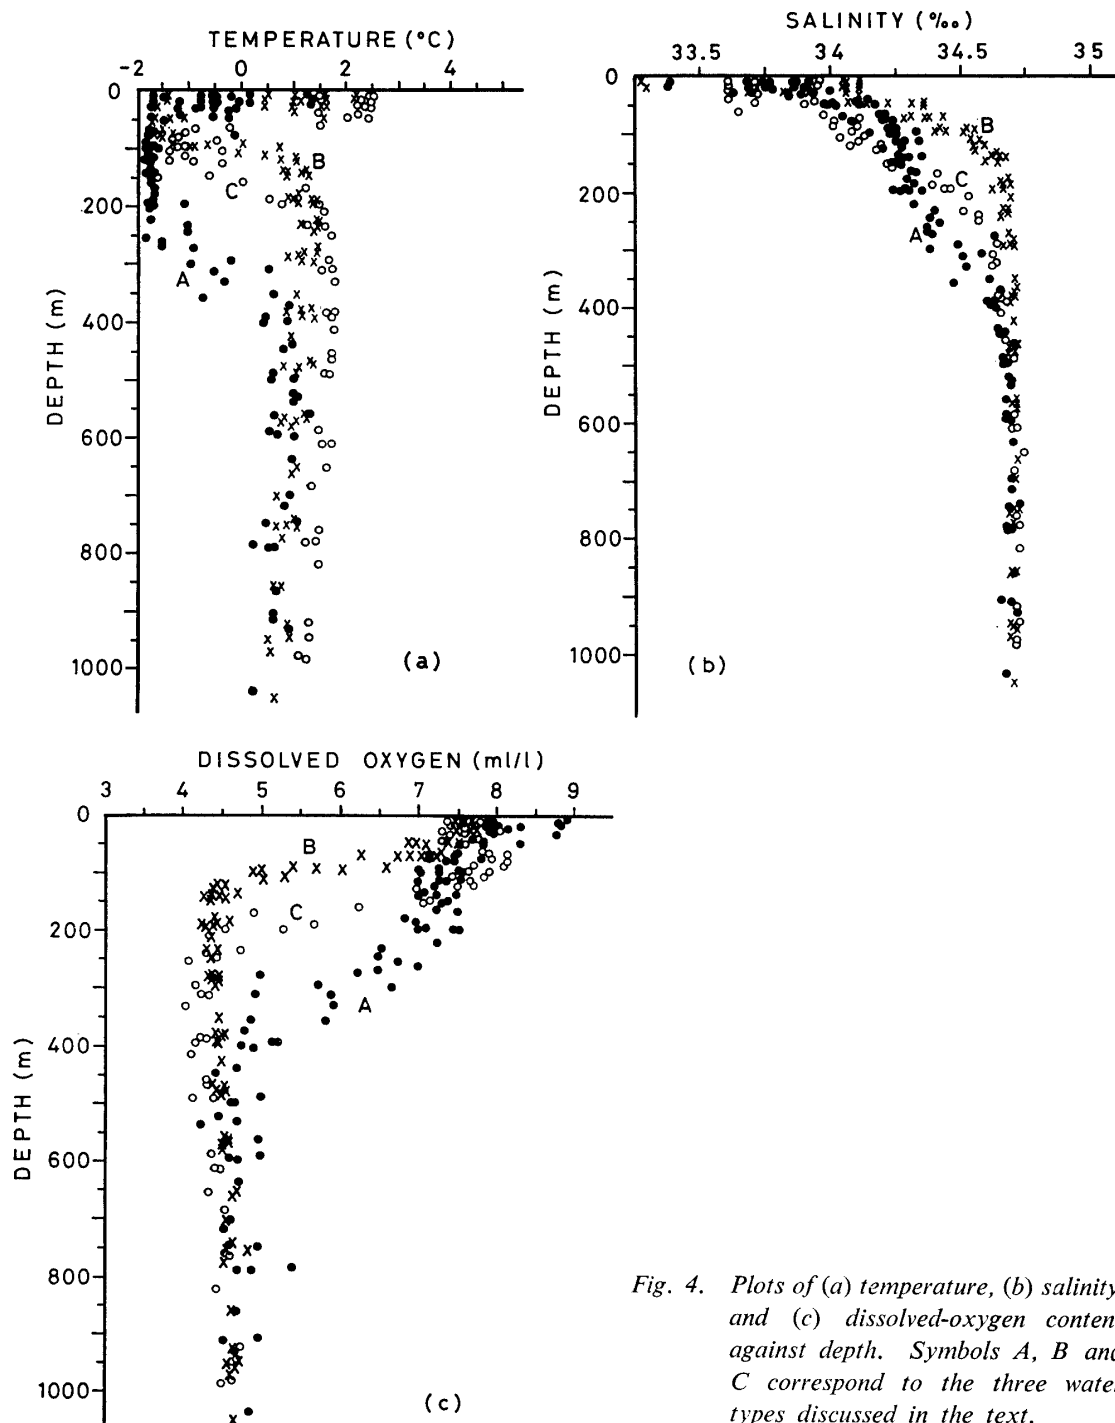 TEMPERATURE (°C)
-2 0 2 4
0
200
400
600
800
1000
DEPTH (m)
A
B
C
(a)
SALINITY (‰)
33.5 34 34.5 35
0
200
400
600
800
1000
DEPTH (m)
A
B
C
(b)
DISSOLVED OXYGEN (ml/l)
3 4 5 6 7 8 9
0
200
400
600
800
1000
DEPTH (m)
B
C
A
(c)
Fig. 4. Plots of (a) temperature, (b) salinity
and (c) dissolved-oxygen conten
against depth. Symbols A, B and
C correspond to the three water
types discussed in the text.